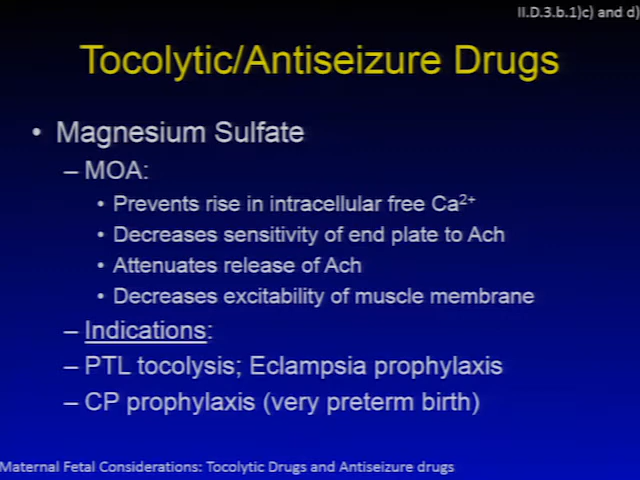 II.D.3.b.1)c) and d)
Tocolytic/Antiseizure Drugs
• Magnesium Sulfate
– MOA:
• Prevents rise in intracellular free Ca²⁺
• Decreases sensitivity of end plate to Ach
• Attenuates release of Ach
• Decreases excitability of muscle membrane
– Indications:
– PTL tocolysis; Eclampsia prophylaxis
– CP prophylaxis (very preterm birth)
Maternal Fetal Considerations: Tocolytic Drugs and Antiseizure drugs